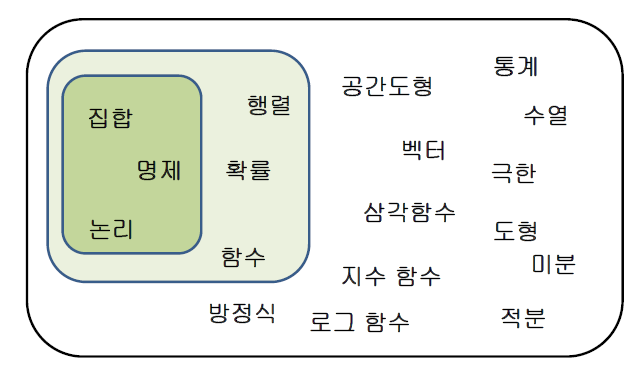 집합
명제
논리
행렬
확률
함수
공간도형
통계
수열
벡터
극한
삼각함수
도형
미분
지수 함수
방정식
로그 함수
적분